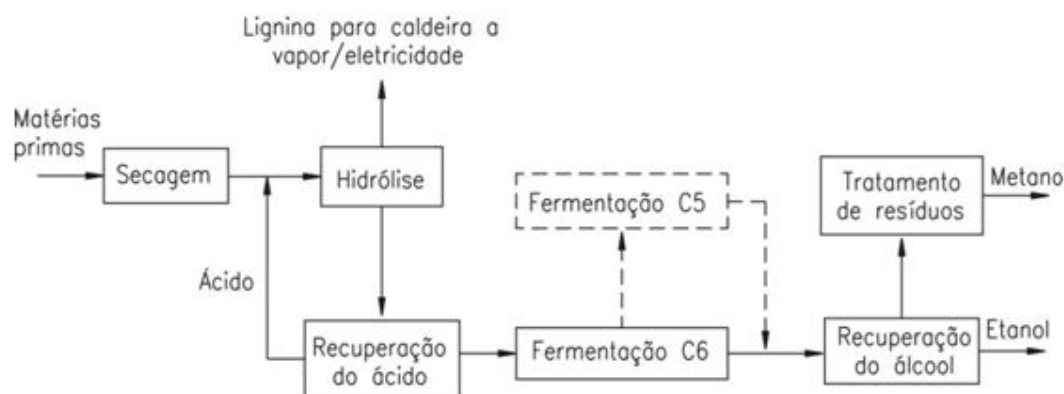 Lignina para caldeira a
vapor/eletricidade
Matérias
primas
Secagem
Hidrólise
Ácido
Recuperação
do ácido
Fermentação C5
Fermentação C6
Tratamento
de resíduos
Metano
Recuperação
do álcool
Etanol